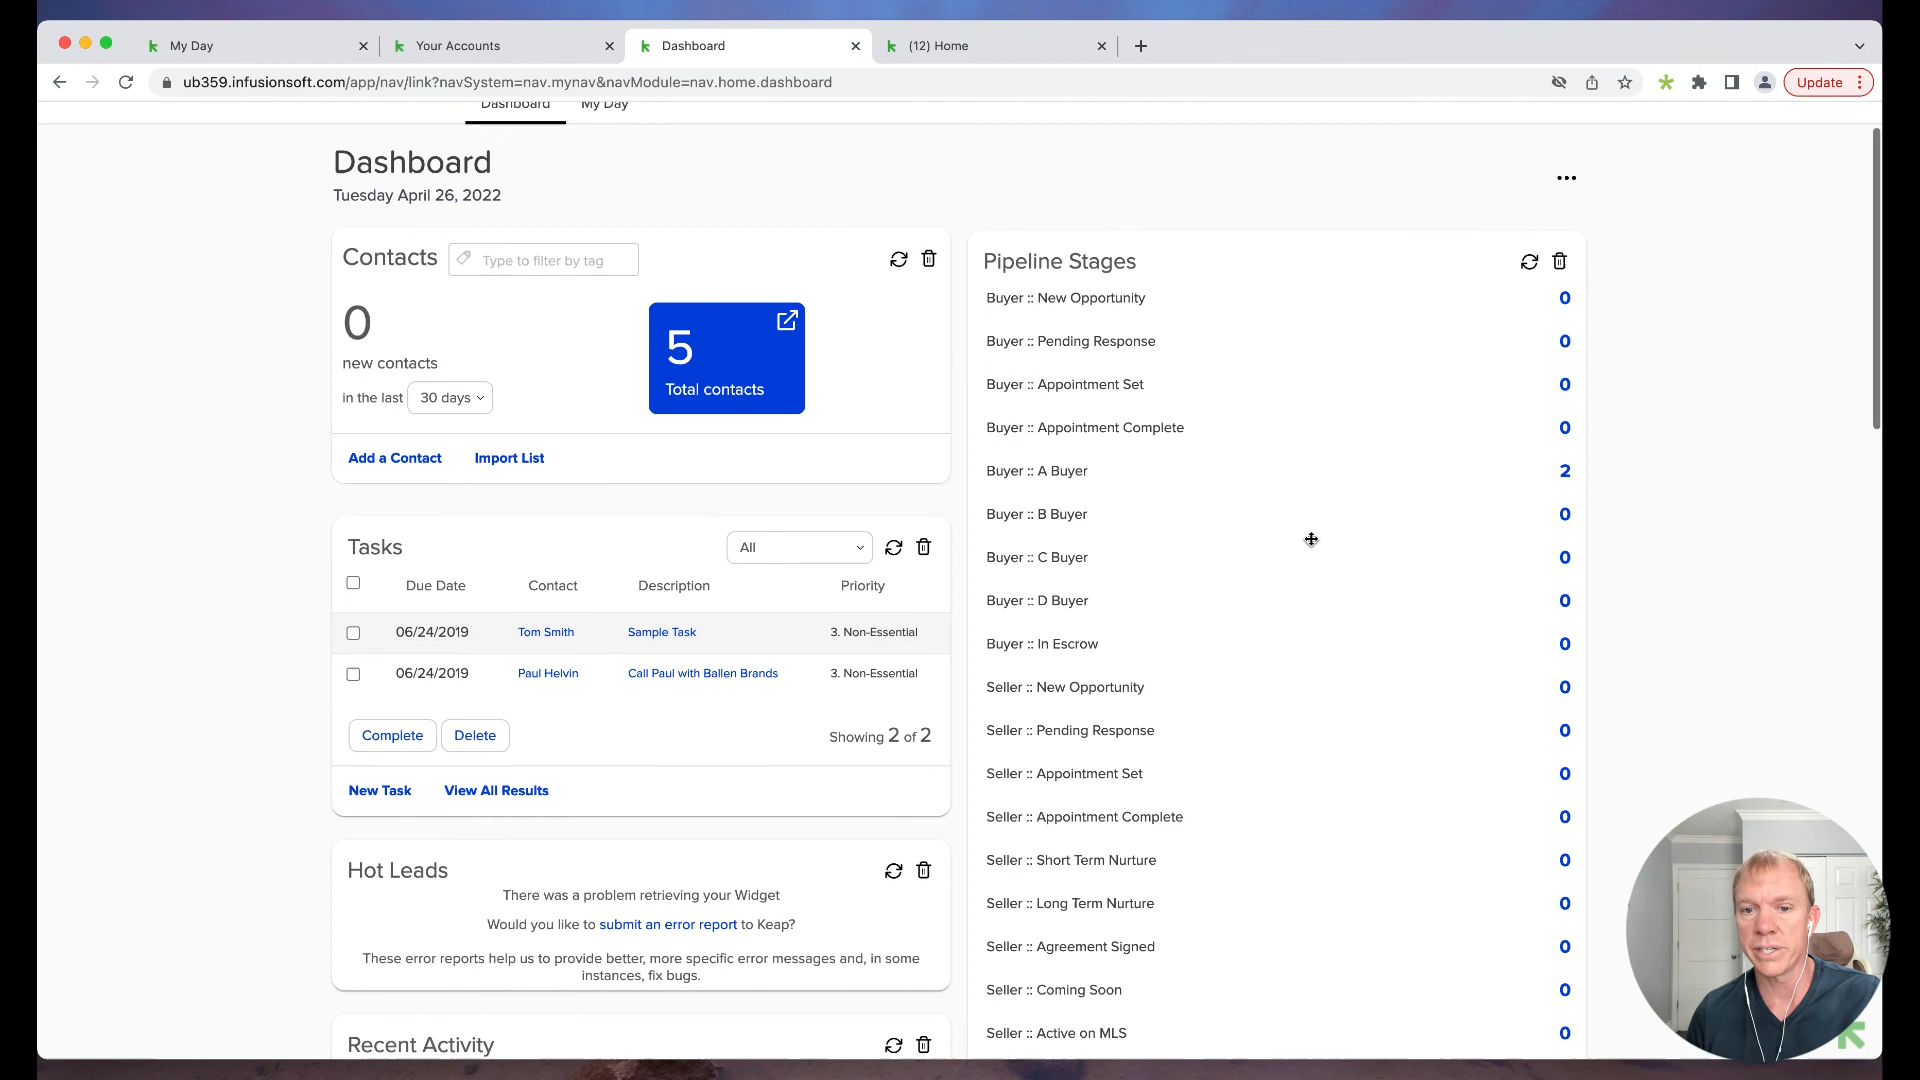 My Day
Your Accounts
Dashboard
(12) Home
ub359.infusionsoft.com/app/nav/link?navSystem=nav.mynav&navModule=nav.home.dashboard
Update
Dashboard
My Day
Dashboard
Tuesday April 26, 2022
Contacts
Type to filter by tag
0
new contacts
in the last 30 days
5
Total contacts
Add a Contact
Import List
Tasks
All
Due Date Contact Description Priority
06/24/2019 Tom Smith Sample Task 3. Non-Essential
06/24/2019 Paul Helvin Call Paul with Ballen Brands 3. Non-Essential
Complete
Delete
Showing 2 of 2
New Task
View All Results
Hot Leads
There was a problem retrieving your Widget
Would you like to submit an error report to Keap?
These error reports help us to provide better, more specific error messages and, in some
instances, fix bugs.
Recent Activity
Pipeline Stages
Buyer :: New Opportunity 0
Buyer :: Pending Response 0
Buyer :: Appointment Set 0
Buyer :: Appointment Complete 0
Buyer :: A Buyer 2
Buyer :: B Buyer 0
Buyer :: C Buyer 0
Buyer :: D Buyer 0
Buyer :: In Escrow 0
Seller :: New Opportunity 0
Seller :: Pending Response 0
Seller :: Appointment Set 0
Seller :: Appointment Complete 0
Seller :: Short Term Nurture 0
Seller :: Long Term Nurture 0
Seller :: Agreement Signed 0
Seller :: Coming Soon 0
Seller :: Active on MLS 0